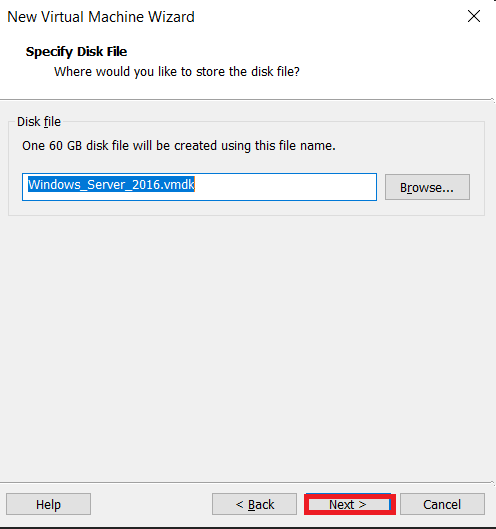 New Virtual Machine Wizard
Specify Disk File
Where would you like to store the disk file?
Disk file
One 60 GB disk file will be created using this file name.
Windows_Server_2016.vmdk
Browse...
Help
< Back
Next >
Cancel